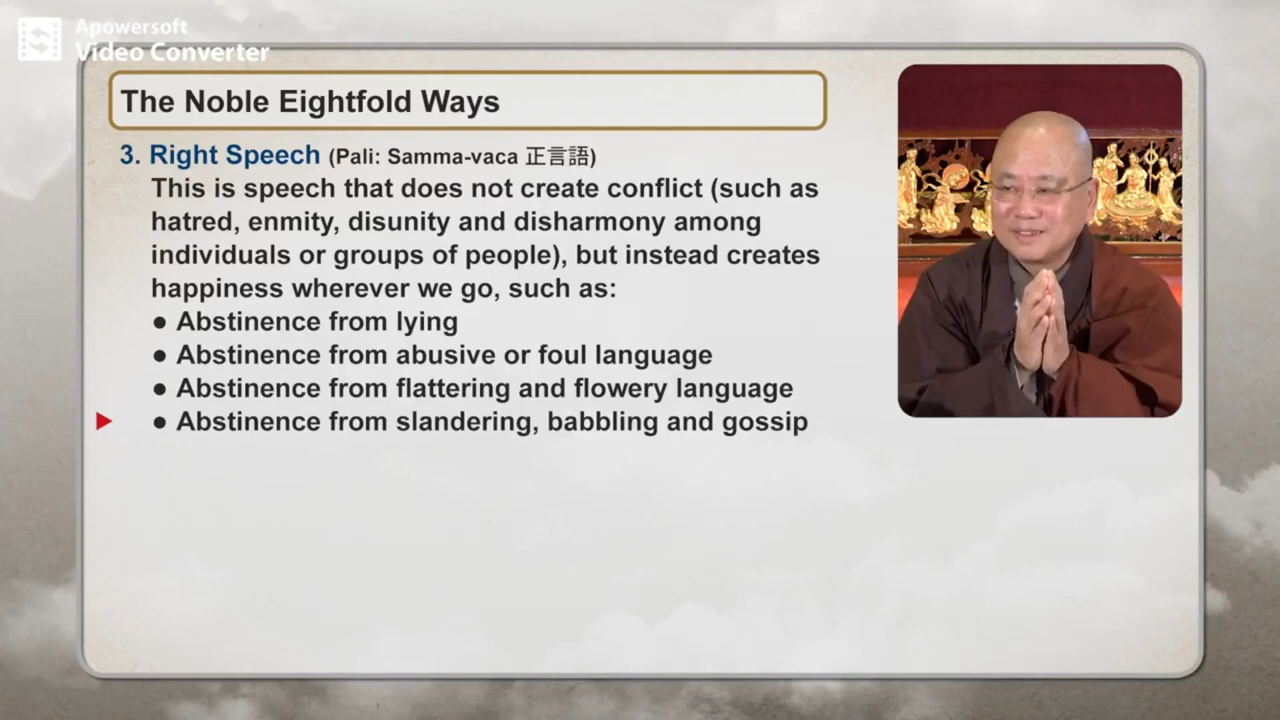 Apowersoft
Video Converter
The Noble Eightfold Ways
3. Right Speech (Pali: Samma-vaca 正言語)
This is speech that does not create conflict (such as
hatred, enmity, disunity and disharmony among
individuals or groups of people), but instead creates
happiness wherever we go, such as:
● Abstinence from lying
● Abstinence from abusive or foul language
● Abstinence from flattering and flowery language
● Abstinence from slandering, babbling and gossip